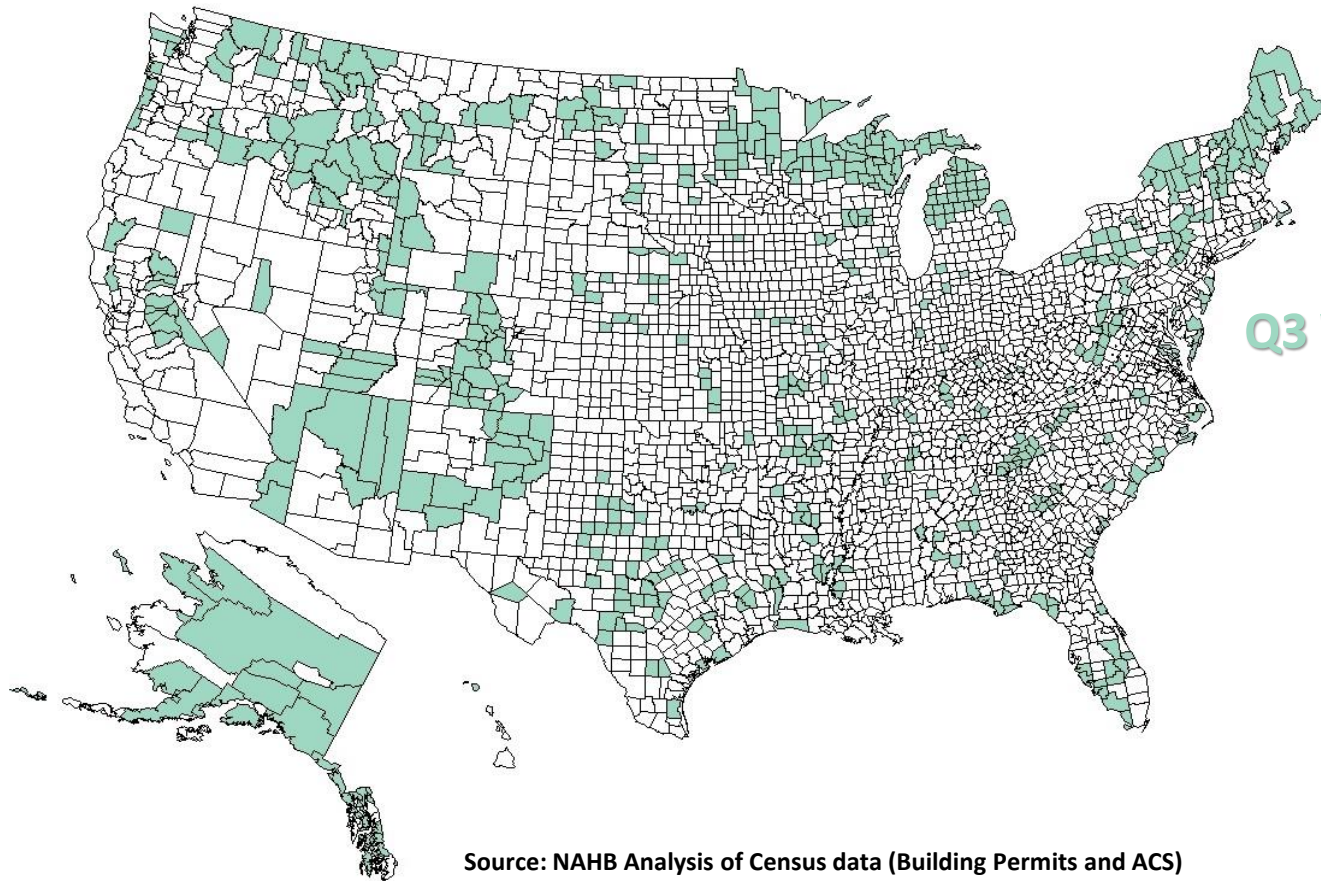 Q3
Source: NAHB Analysis of Census data (Building Permits and ACS)